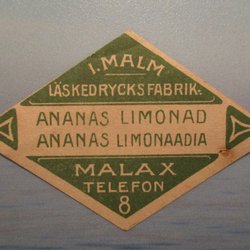 I. MALM
LÄSKEDRYCKSFABRIK.
ANANAS LIMONAD
ANANAS LIMONAADIA
MALAX
TELEFON
8